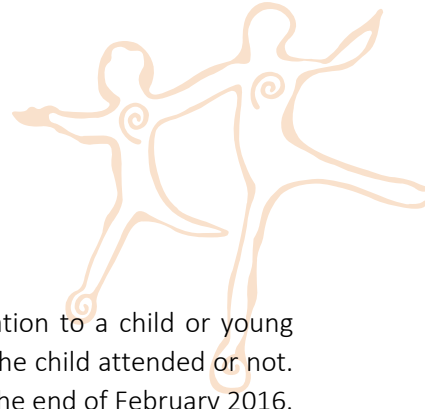 ation to a child or young
he child attended or not.
he end of February 2016.